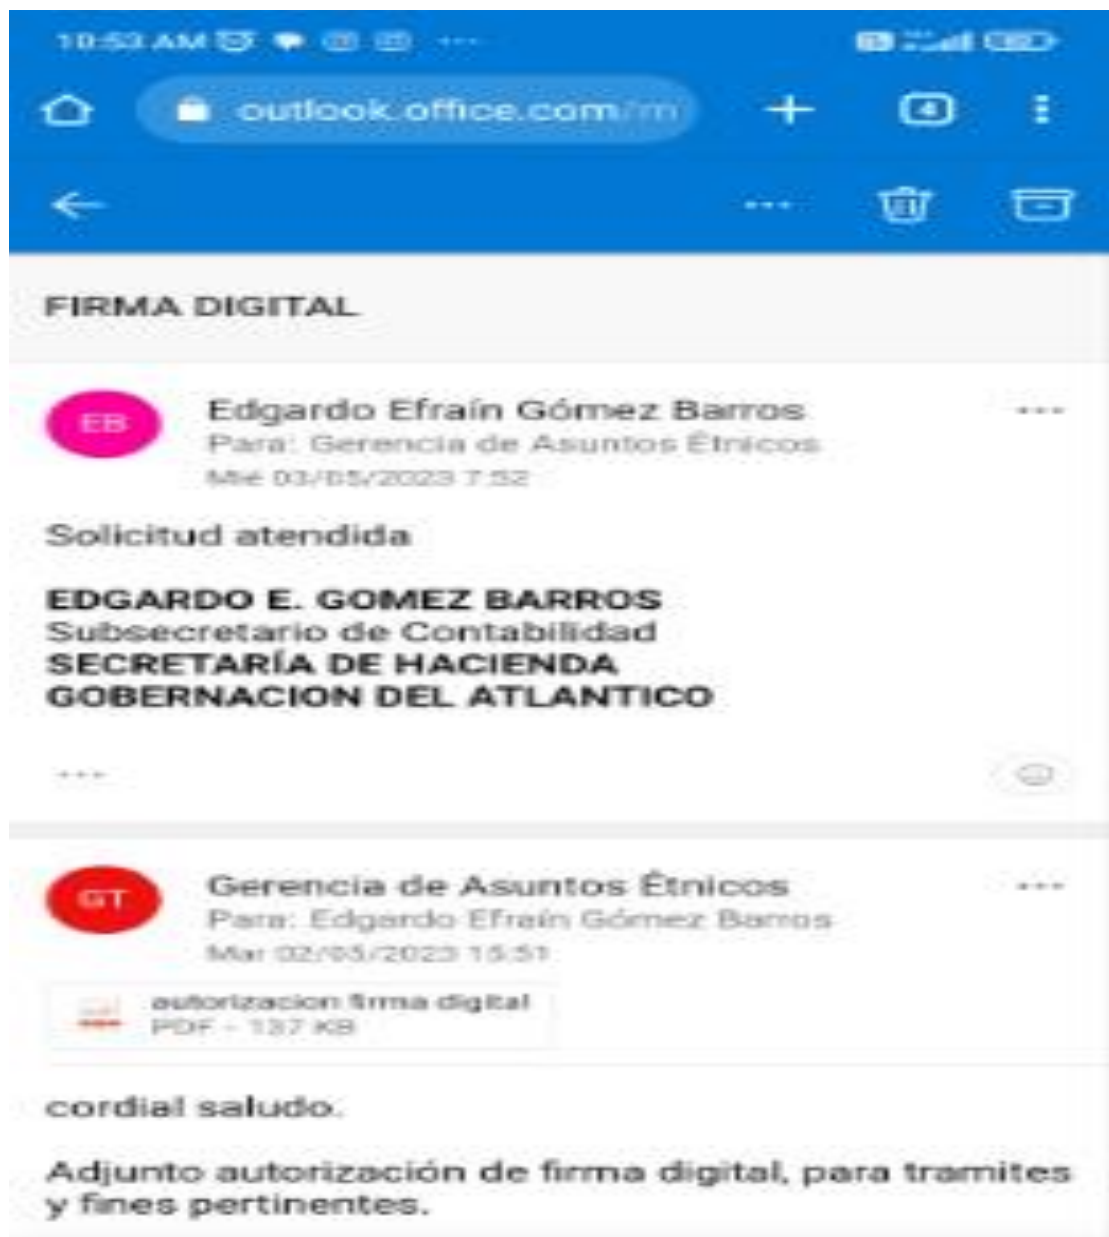 10:53 AM
outlook.office.com/m
4
FIRMA DIGITAL
EB
Edgardo Efraín Gómez Barros
Para: Gerencia de Asuntos Étnicos
Mié 03/05/2023 7:52
Solicitud atendida
EDGARDO E. GOMEZ BARROS
Subsecretario de Contabilidad
SECRETARÍA DE HACIENDA
GOBERNACION DEL ATLANTICO
GT
Gerencia de Asuntos Étnicos
Para: Edgardo Efraín Gómez Barros
Mar 02/05/2023 15:51
autorizacion firma digital
PDF - 137 KB
cordial saludo.
Adjunto autorización de firma digital, para tramites
y fines pertinentes.